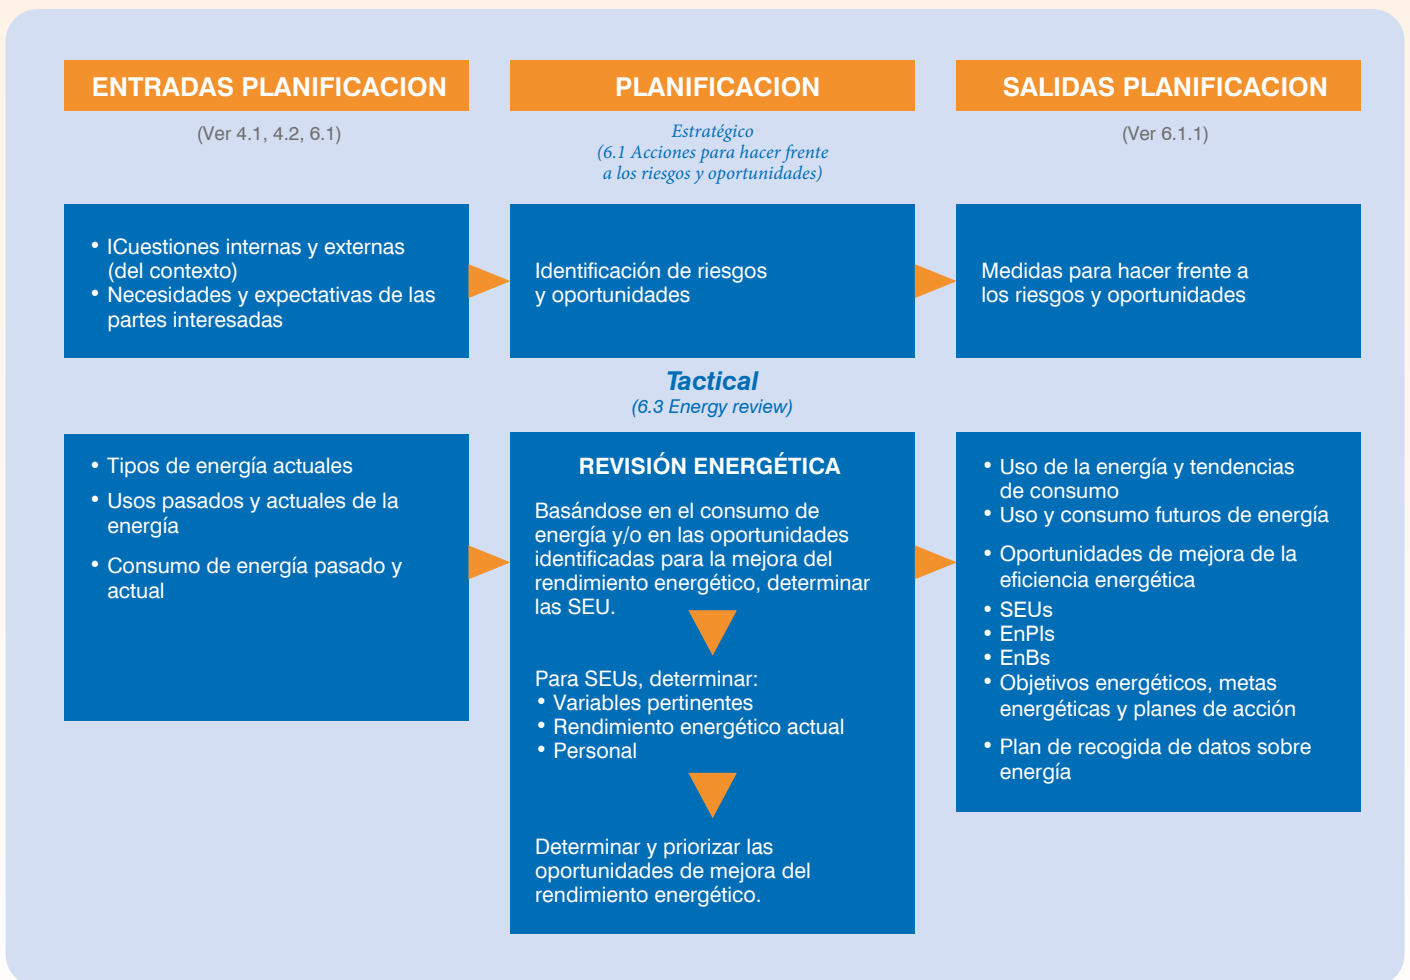 ENTRADAS PLANIFICACION
(Ver 4.1, 4.2, 6.1)
PLANIFICACION
Estratégico
(6.1 Acciones para hacer frente
a los riesgos y oportunidades)
SALIDAS PLANIFICACION
(Ver 6.1.1)
• ICuestiones internas y externas
(del contexto)
• Necesidades y expectativas de las
partes interesadas
Identificación de riesgos
y oportunidades
Medidas para hacer frente a
los riesgos y oportunidades
Tactical
(6.3 Energy review)
• Tipos de energía actuales
• Usos pasados y actuales de la
energía
• Consumo de energía pasado y
actual
REVISIÓN ENERGÉTICA
Basándose en el consumo de
energía y/o en las oportunidades
identificadas para la mejora del
rendimiento energético, determinar
las SEU.
Para SEUs, determinar:
• Variables pertinentes
• Rendimiento energético actual
• Personal
Determinar y priorizar las
oportunidades de mejora del
rendimiento energético.
• Uso de la energía y tendencias
de consumo
• Uso y consumo futuros de energía
• Oportunidades de mejora de la
eficiencia energética
• SEUs
• EnPIs
• EnBs
• Objetivos energéticos, metas
energéticas y planes de acción
• Plan de recogida de datos sobre
energía